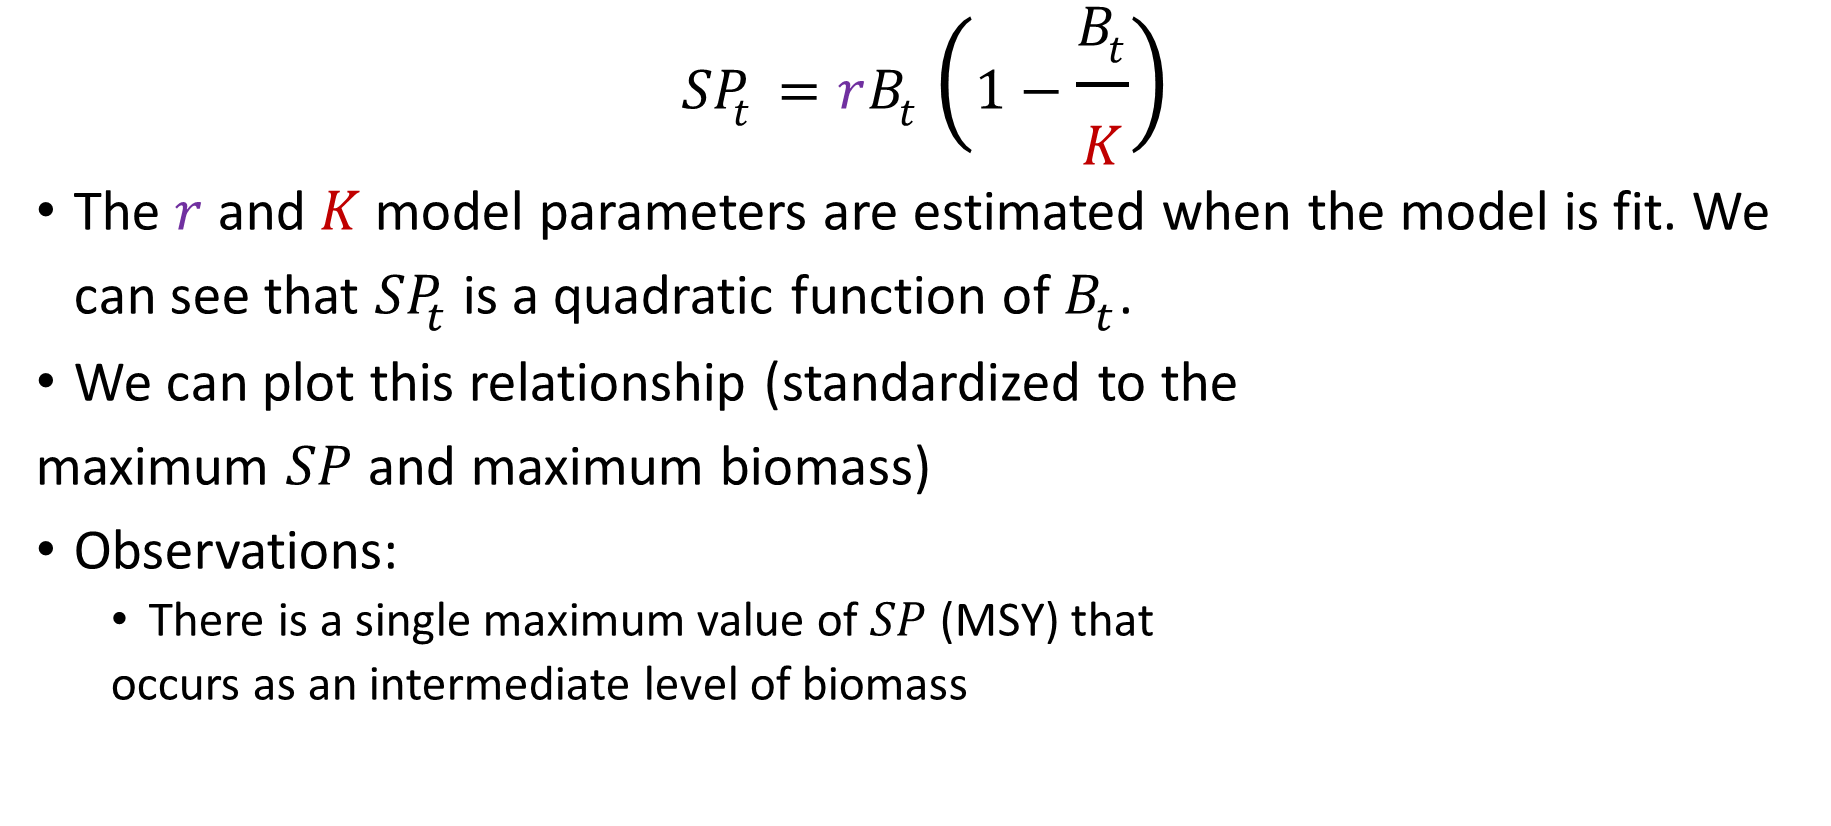 SP_t = rB_t (1 − B_t/K)
• The r and K model parameters are estimated when the model is fit. We
can see that SP_t is a quadratic function of B_t.
• We can plot this relationship (standardized to the
maximum SP and maximum biomass)
• Observations:
• There is a single maximum value of SP (MSY) that
occurs as an intermediate level of biomass